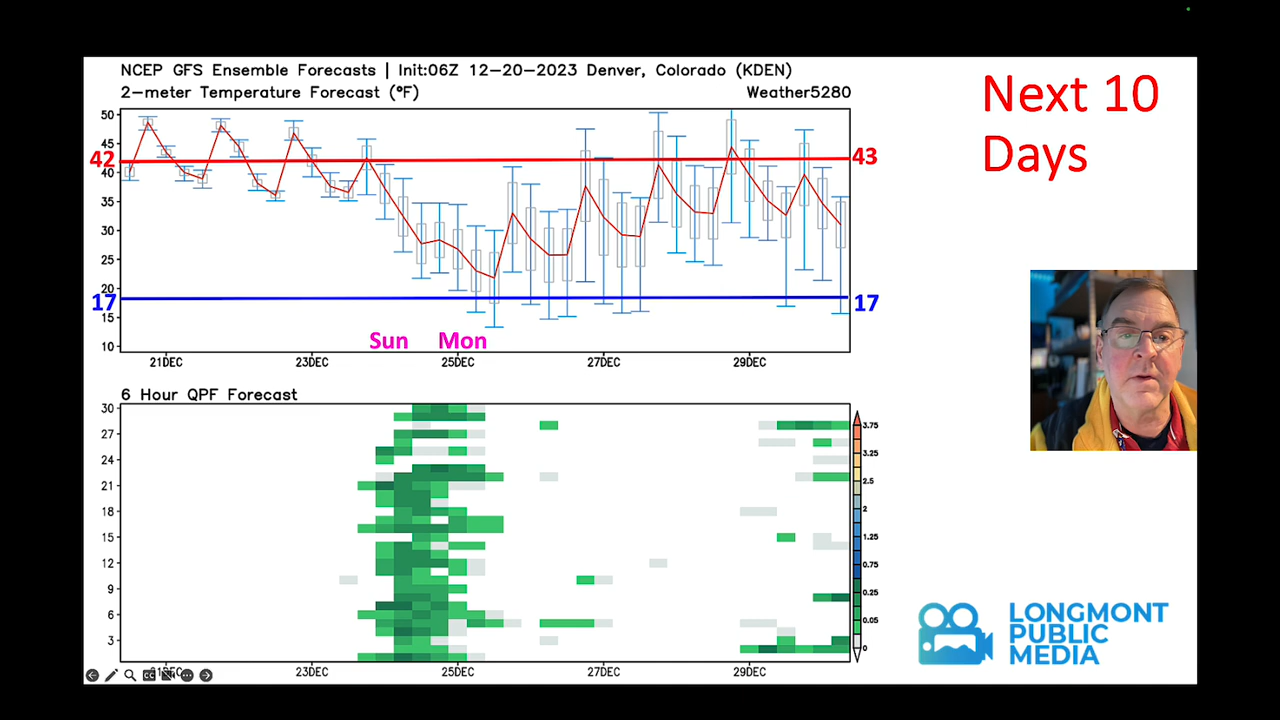 NCEP GFS Ensemble Forecasts | Init:06Z 12-20-2023 Denver, Colorado (KDEN)
2-meter Temperature Forecast (°F)
Weather5280
Next 10
Days
50
45
42
43
40
35
30
25
20
17
17
15
10
Sun
Mon
21DEC
23DEC
25DEC
27DEC
29DEC
6 Hour QPF Forecast
30
27
24
21
18
15
12
9
6
3
3.75
3.25
2.5
2
1.25
0.75
0.25
0.05
0
23DEC
25DEC
27DEC
29DEC
LONGMONT
PUBLIC
MEDIA